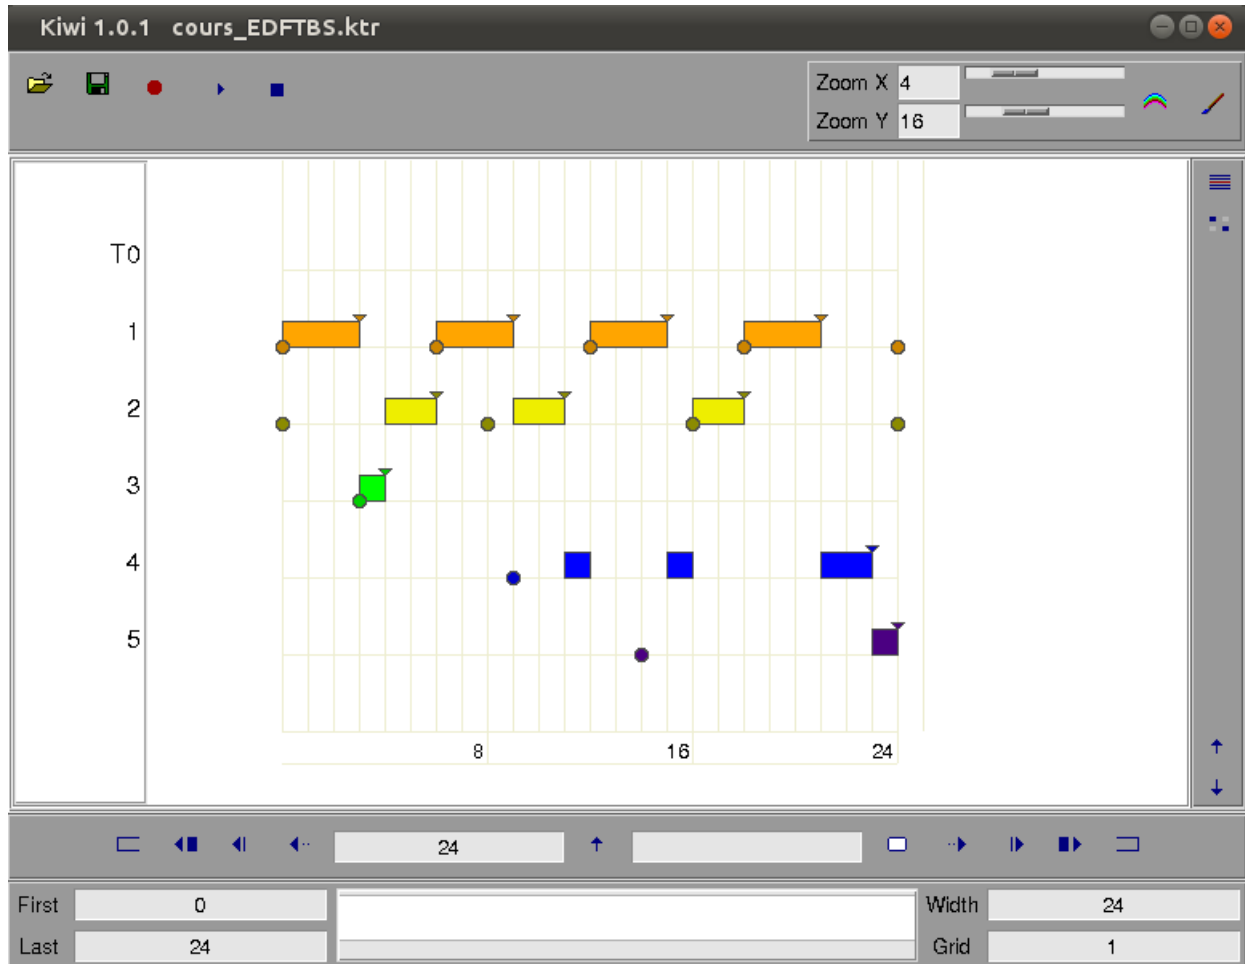 Kiwi 1.0.1 cours_EDFTBS.ktr
Zoom X 4
Zoom Y 16
T0
1
2
3
4
5
8 16 24
24
First 0 Width 24
Last 24 Grid 1